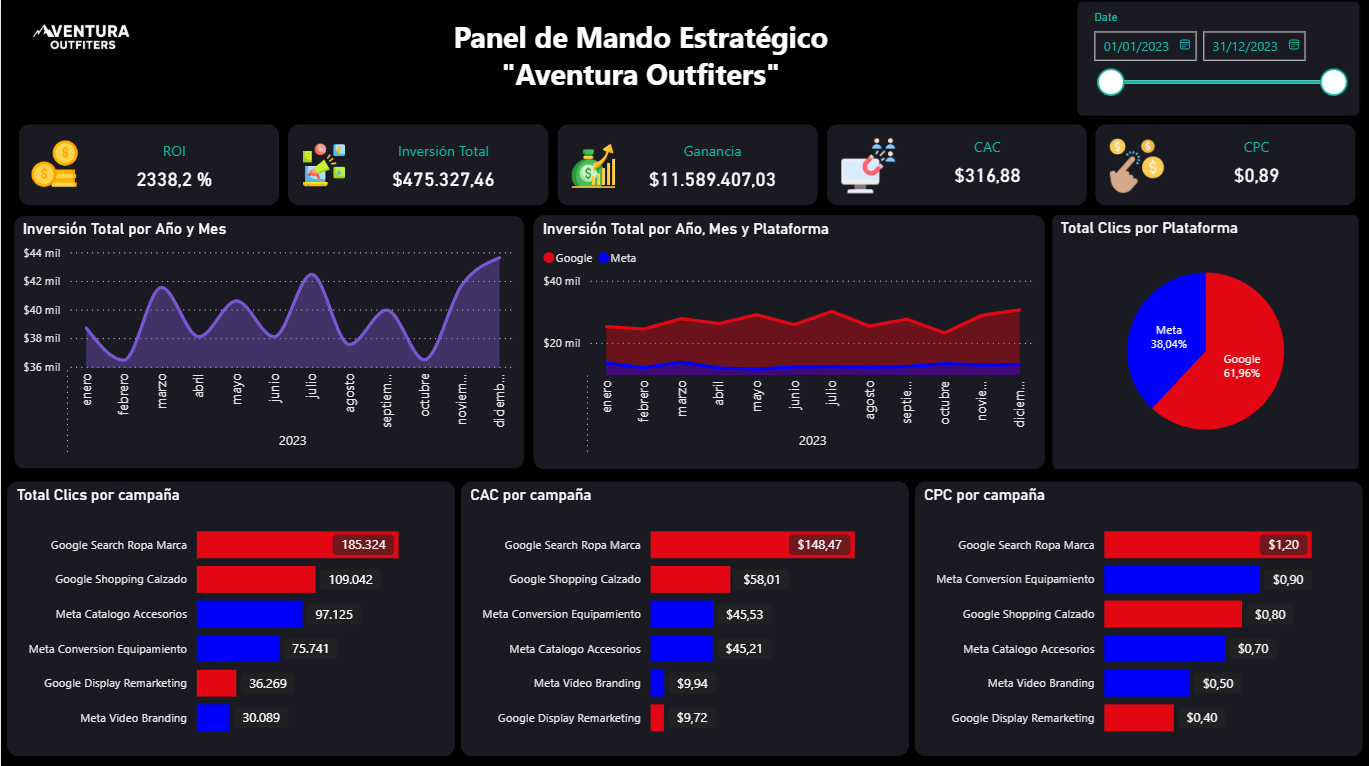 AVENTURA
OUTFITERS
Panel de Mando Estratégico
"Aventura Outfiters"
Date
01/01/2023
31/12/2023
ROI
2338,2 %
Inversión Total
$475.327,46
Ganancia
$11.589.407,03
CAC
$316,88
CPC
$0,89
Inversión Total por Año y Mes
$44 mil
$42 mil
$40 mil
$38 mil
$36 mil
enero
febrero
marzo
abril
mayo
junio
julio
agosto
septiem...
octubre
noviem...
diciemb...
2023
Inversión Total por Año, Mes y Plataforma
Google
Meta
$40 mil
$20 mil
enero
febrero
marzo
abril
mayo
junio
julio
agosto
septie...
octubre
novie...
diciem...
2023
Total Clics por Plataforma
Meta
38,04%
Google
61,96%
Total Clics por campaña
Google Search Ropa Marca 185.324
Google Shopping Calzado 109.042
Meta Catalogo Accesorios 97.125
Meta Conversion Equipamiento 75.741
Google Display Remarketing 36.269
Meta Video Branding 30.089
CAC por campaña
Google Search Ropa Marca $148,47
Google Shopping Calzado $58,01
Meta Conversion Equipamiento $45,53
Meta Catalogo Accesorios $45,21
Meta Video Branding $9,94
Google Display Remarketing $9,72
CPC por campaña
Google Search Ropa Marca $1,20
Meta Conversion Equipamiento $0,90
Google Shopping Calzado $0,80
Meta Catalogo Accesorios $0,70
Meta Video Branding $0,50
Google Display Remarketing $0,40